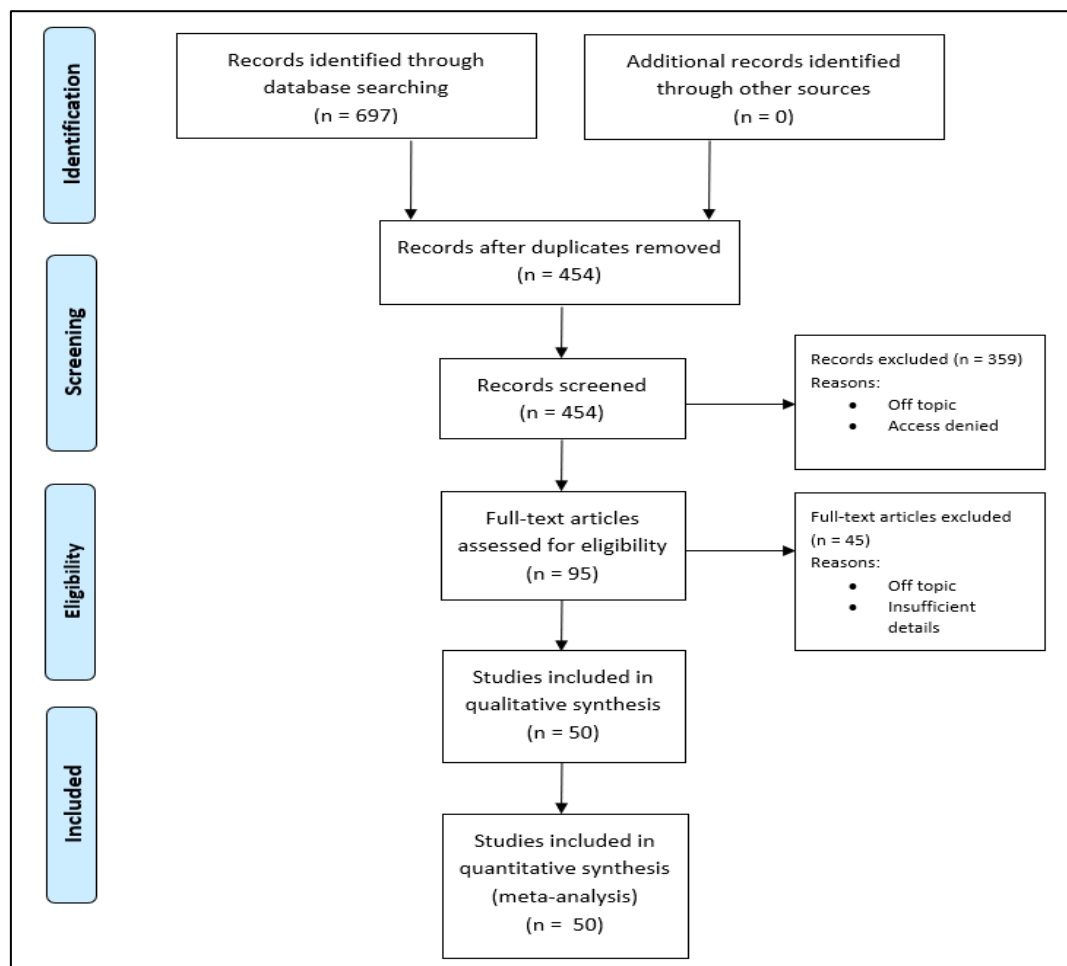 Identification
Records identified through
database searching
(n = 697)
Additional records identified
through other sources
(n = 0)
Records after duplicates removed
(n = 454)
Screening
Records screened
(n = 454)
Records excluded (n = 359)
Reasons:
• Off topic
• Access denied
Eligibility
Full-text articles
assessed for eligibility
(n = 95)
Full-text articles excluded
(n = 45)
Reasons:
• Off topic
• Insufficient
details
Studies included in
qualitative synthesis
(n = 50)
Included
Studies included in
quantitative synthesis
(meta-analysis)
(n = 50)